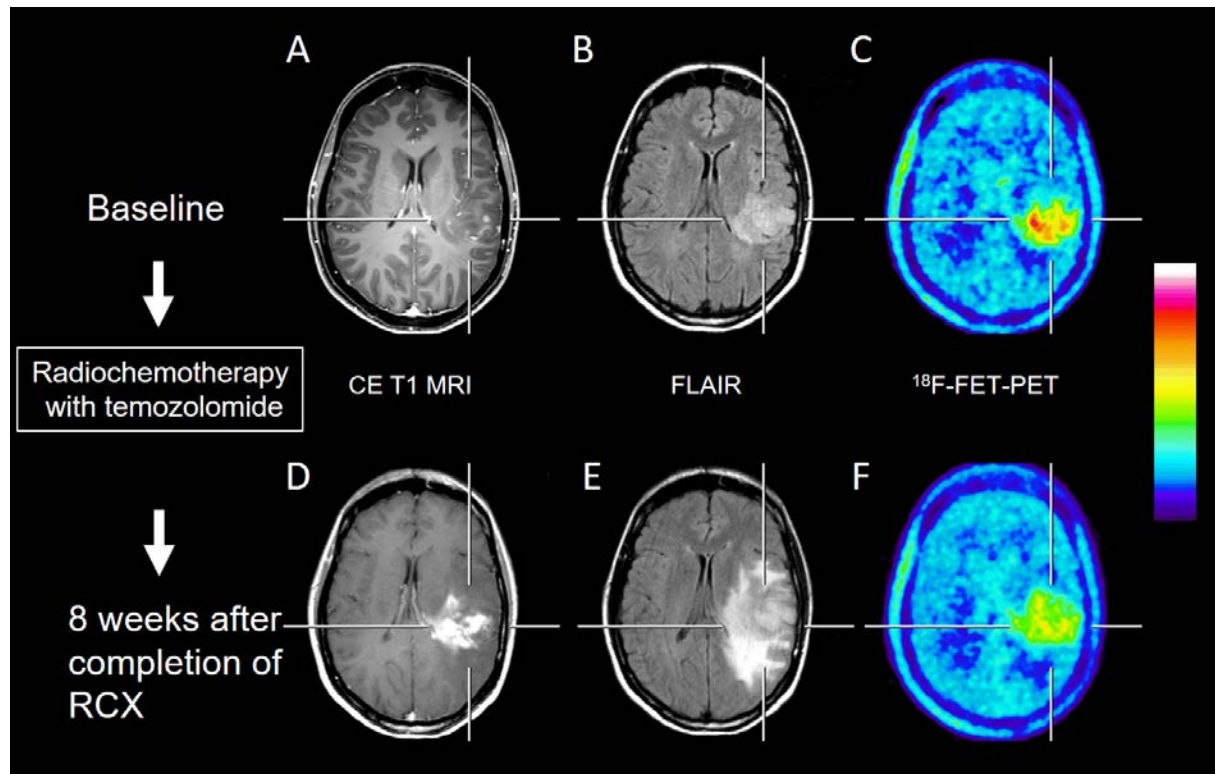 A
B
C
Baseline
Radiochemotherapy
with temozolomide
CE T1 MRI
FLAIR
¹⁸F-FET-PET
D
E
F
8 weeks after
completion of
RCX